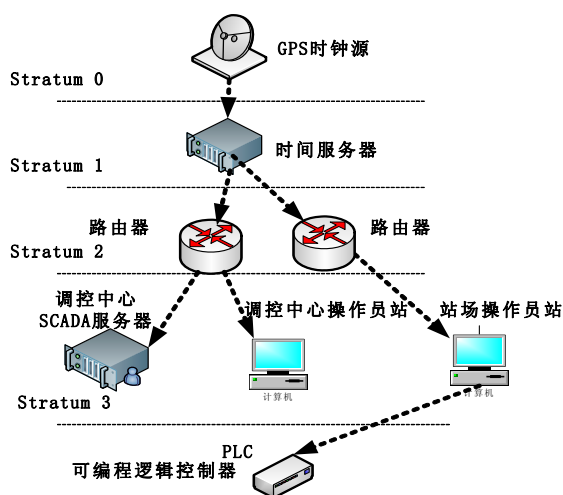 GPS时钟源
Stratum 0
时间服务器
Stratum 1
路由器
路由器
Stratum 2
调控中心
SCADA服务器
调控中心操作员站
站场操作员站
计算机
计算机
Stratum 3
PLC
可编程逻辑控制器